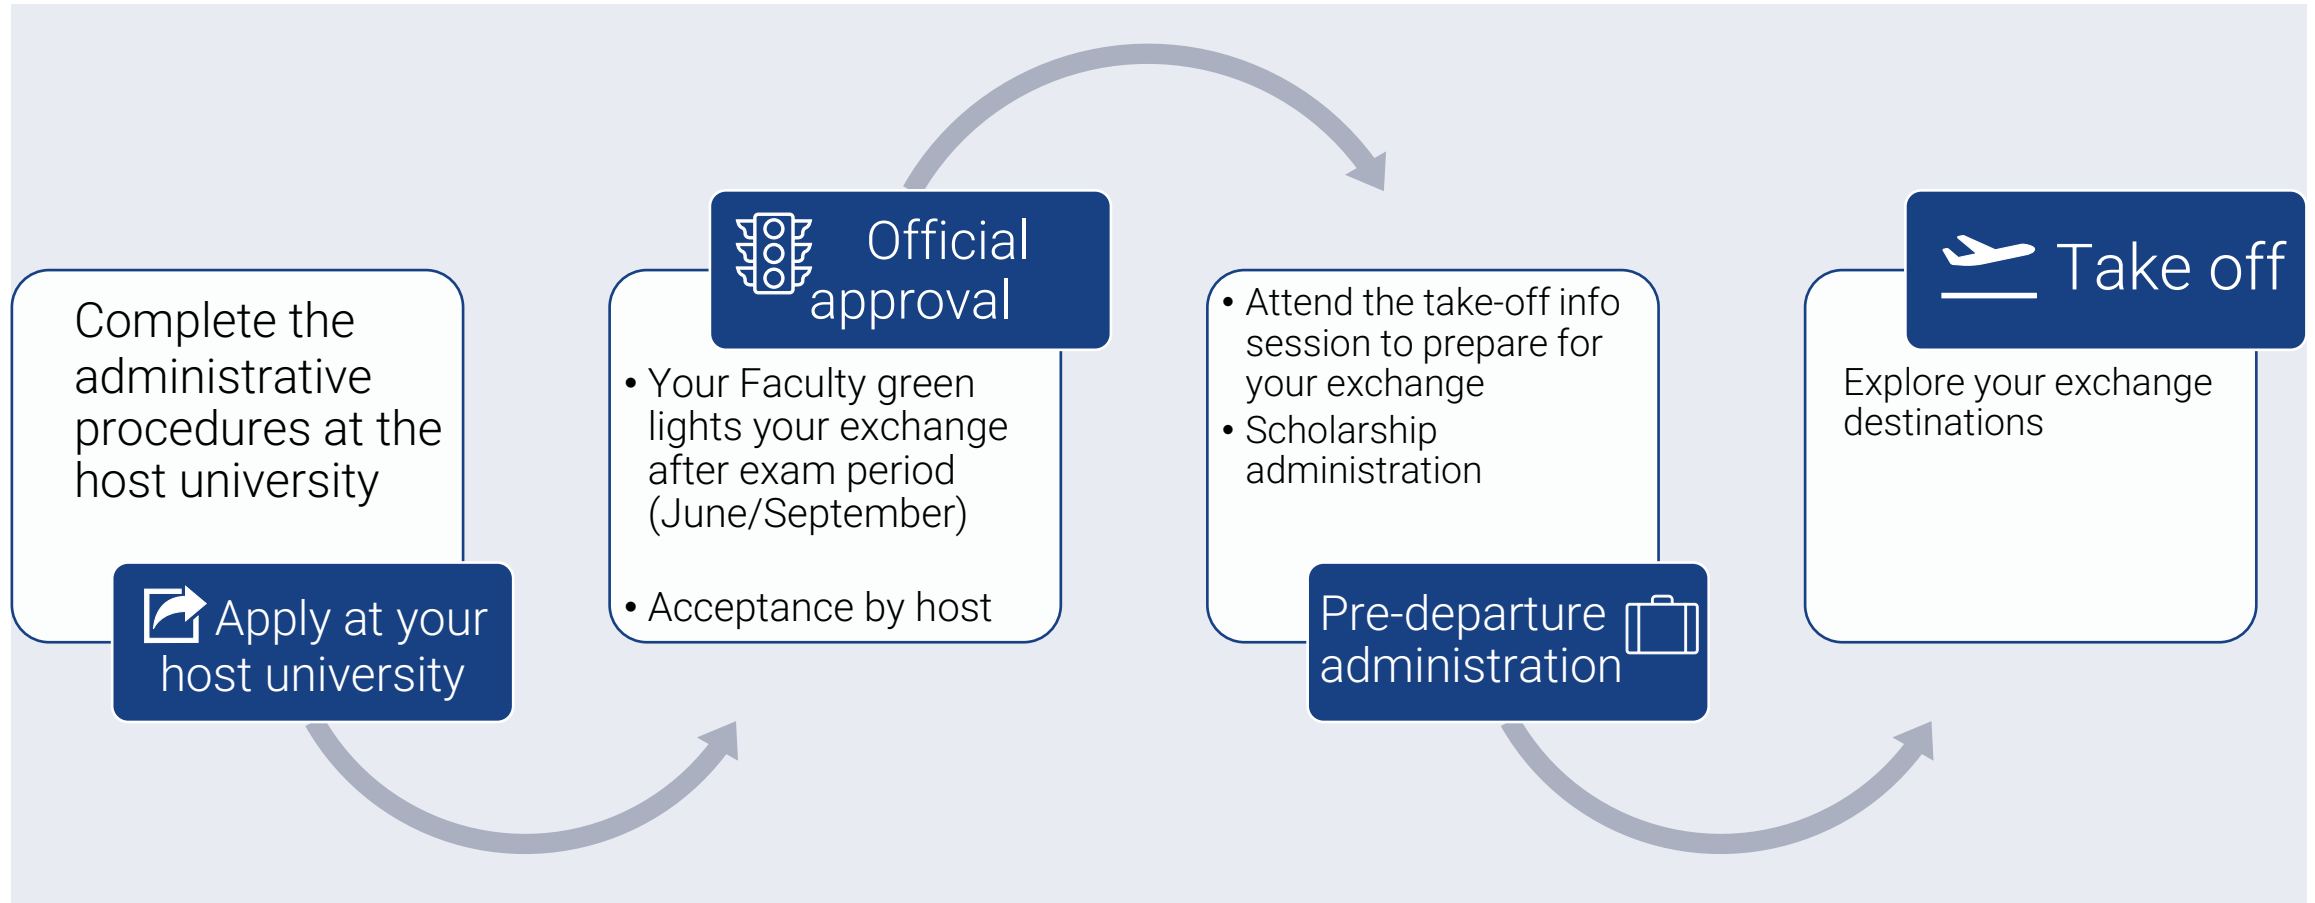 Complete the
administrative
procedures at the
host university
Apply at your
host university
Official
approval
• Your Faculty green
lights your exchange
after exam period
(June/September)
• Acceptance by host
• Attend the take-off info
session to prepare for
your exchange
• Scholarship
administration
Pre-departure
administration
Take off
Explore your exchange
destinations